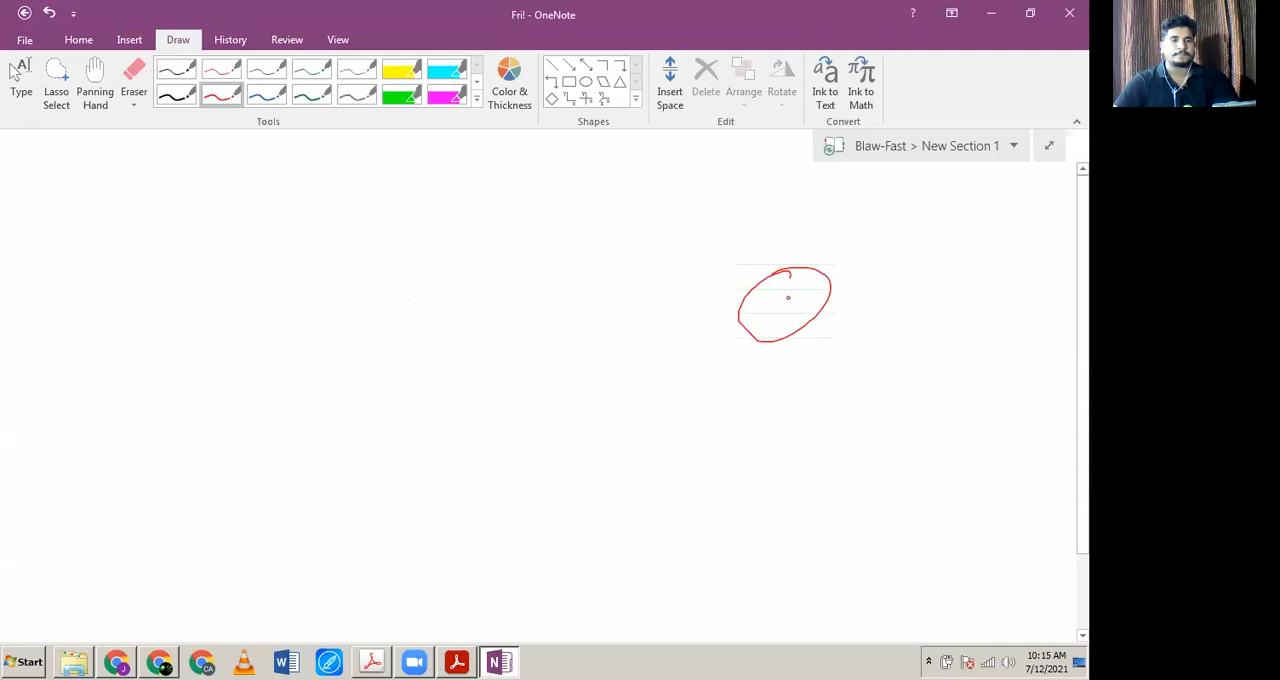 Fri! - OneNote
File Home Insert Draw History Review View
Type
Lasso Select
Panning Hand
Eraser
Color & Thickness
Insert Space
Delete
Arrange
Rotate
Ink to Text
Ink to Math
Tools
Shapes
Edit
Convert
Blaw-Fast > New Section 1
Start
10:15 AM
7/12/2021